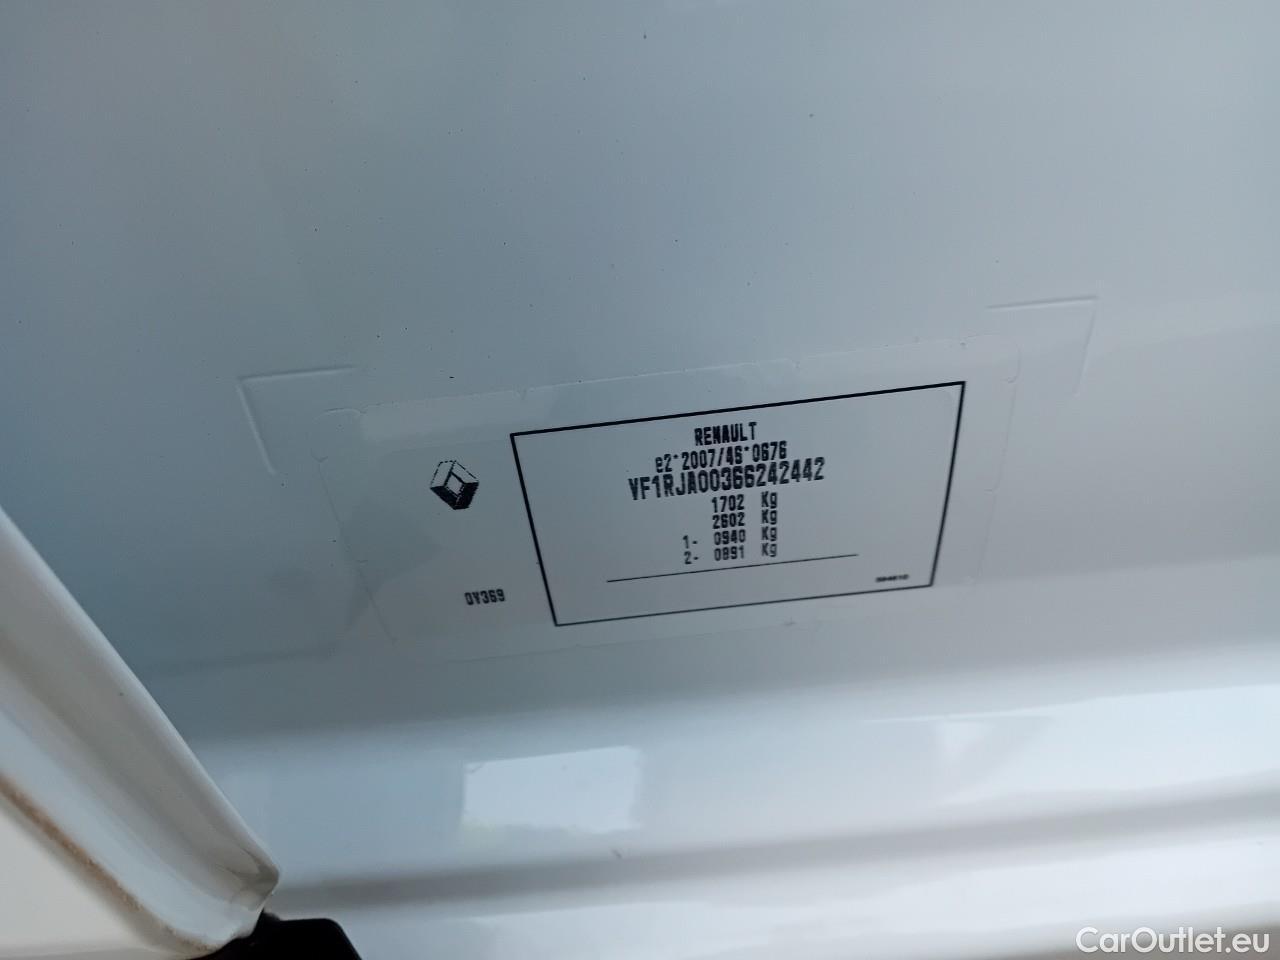 RENAULT
e2*2007/46*0676
VF1RJA00366242442
1702 Kg
2602 Kg
1- 0940 Kg
2- 0891 Kg
OV369
CarOutlet.eu